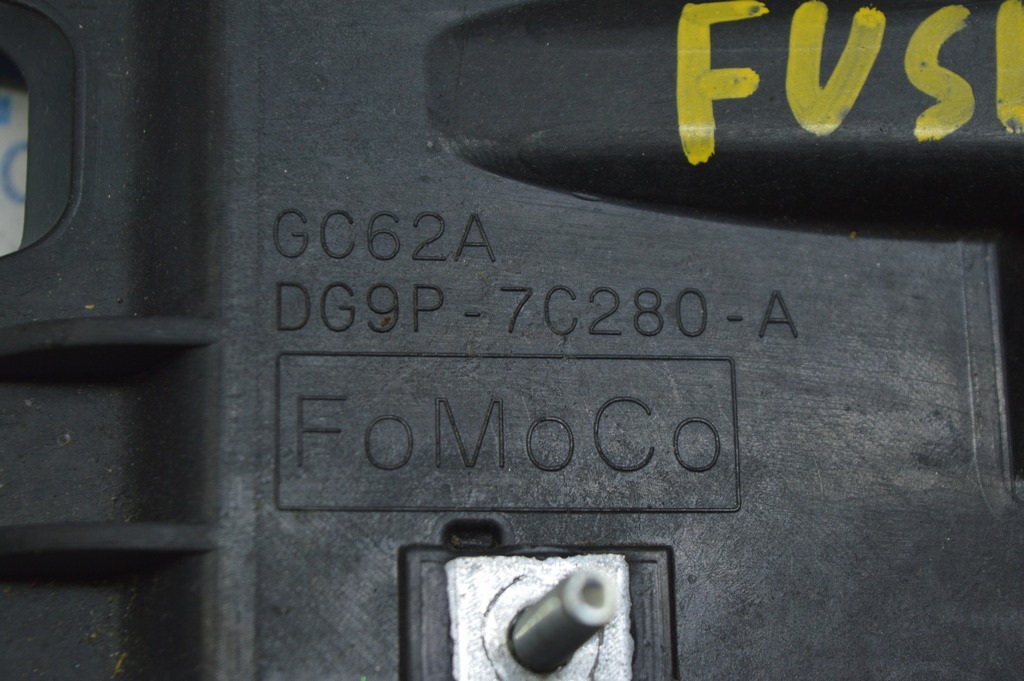 FUS
GC62A
DG9P-7C280-A
FoMoCo